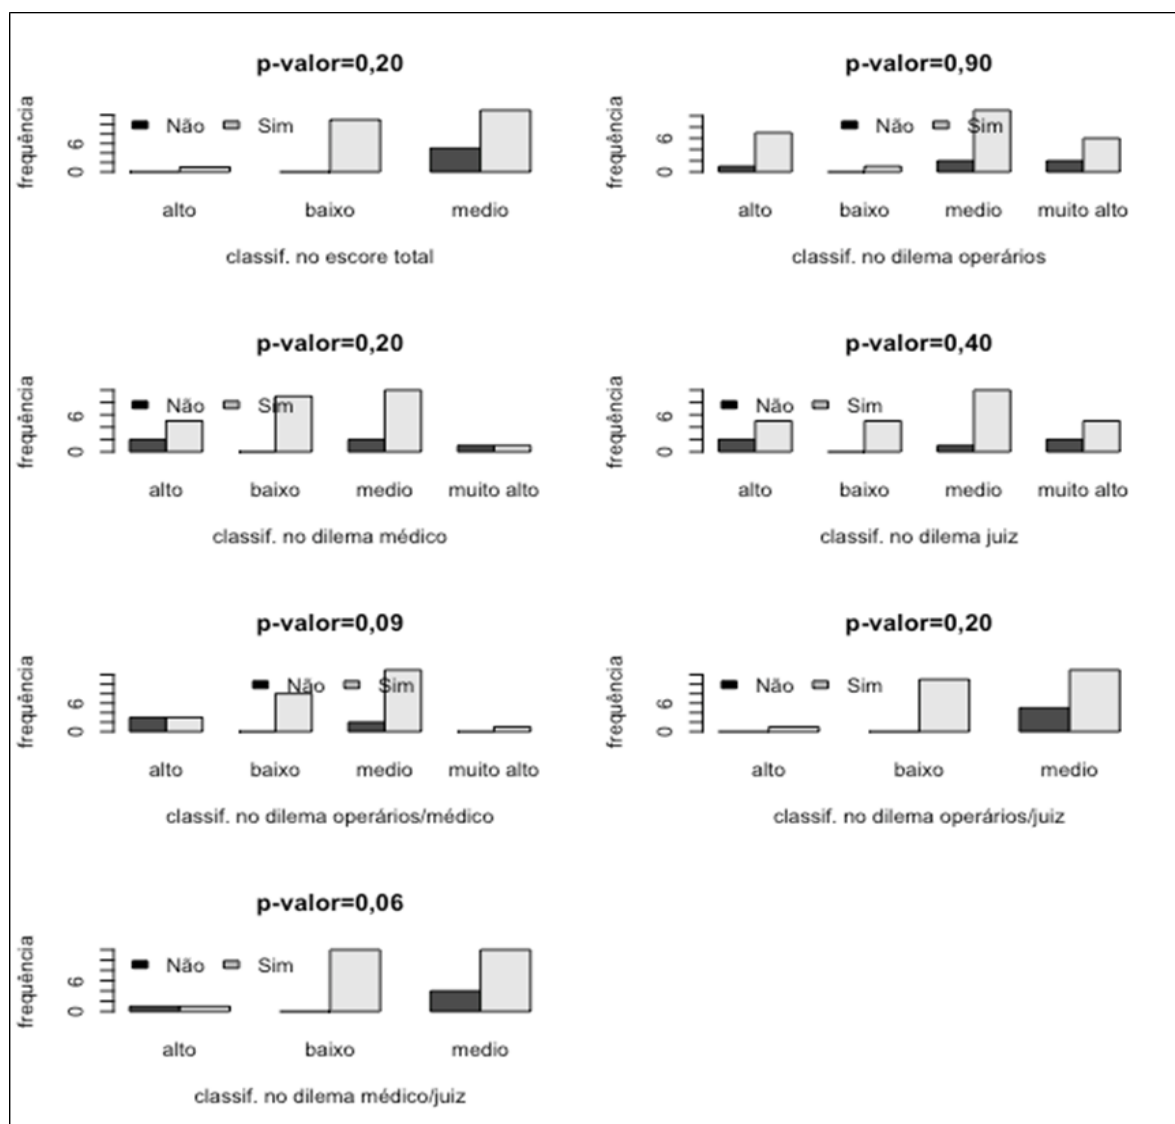 p-valor=0,20
frequência
6
0
Não Sim
alto baixo medio
classif. no escore total
p-valor=0,90
frequência
6
0
Não Sim
alto baixo medio muito alto
classif. no dilema operários
p-valor=0,20
frequência
6
0
Não Sim
alto baixo medio muito alto
classif. no dilema médico
p-valor=0,40
frequência
6
0
Não Sim
alto baixo medio muito alto
classif. no dilema juiz
p-valor=0,09
frequência
6
0
Não Sim
alto baixo medio muito alto
classif. no dilema operários/médico
p-valor=0,20
frequência
6
0
Não Sim
alto baixo medio
classif. no dilema operários/juiz
p-valor=0,06
frequência
6
0
Não Sim
alto baixo medio
classif. no dilema médico/juiz